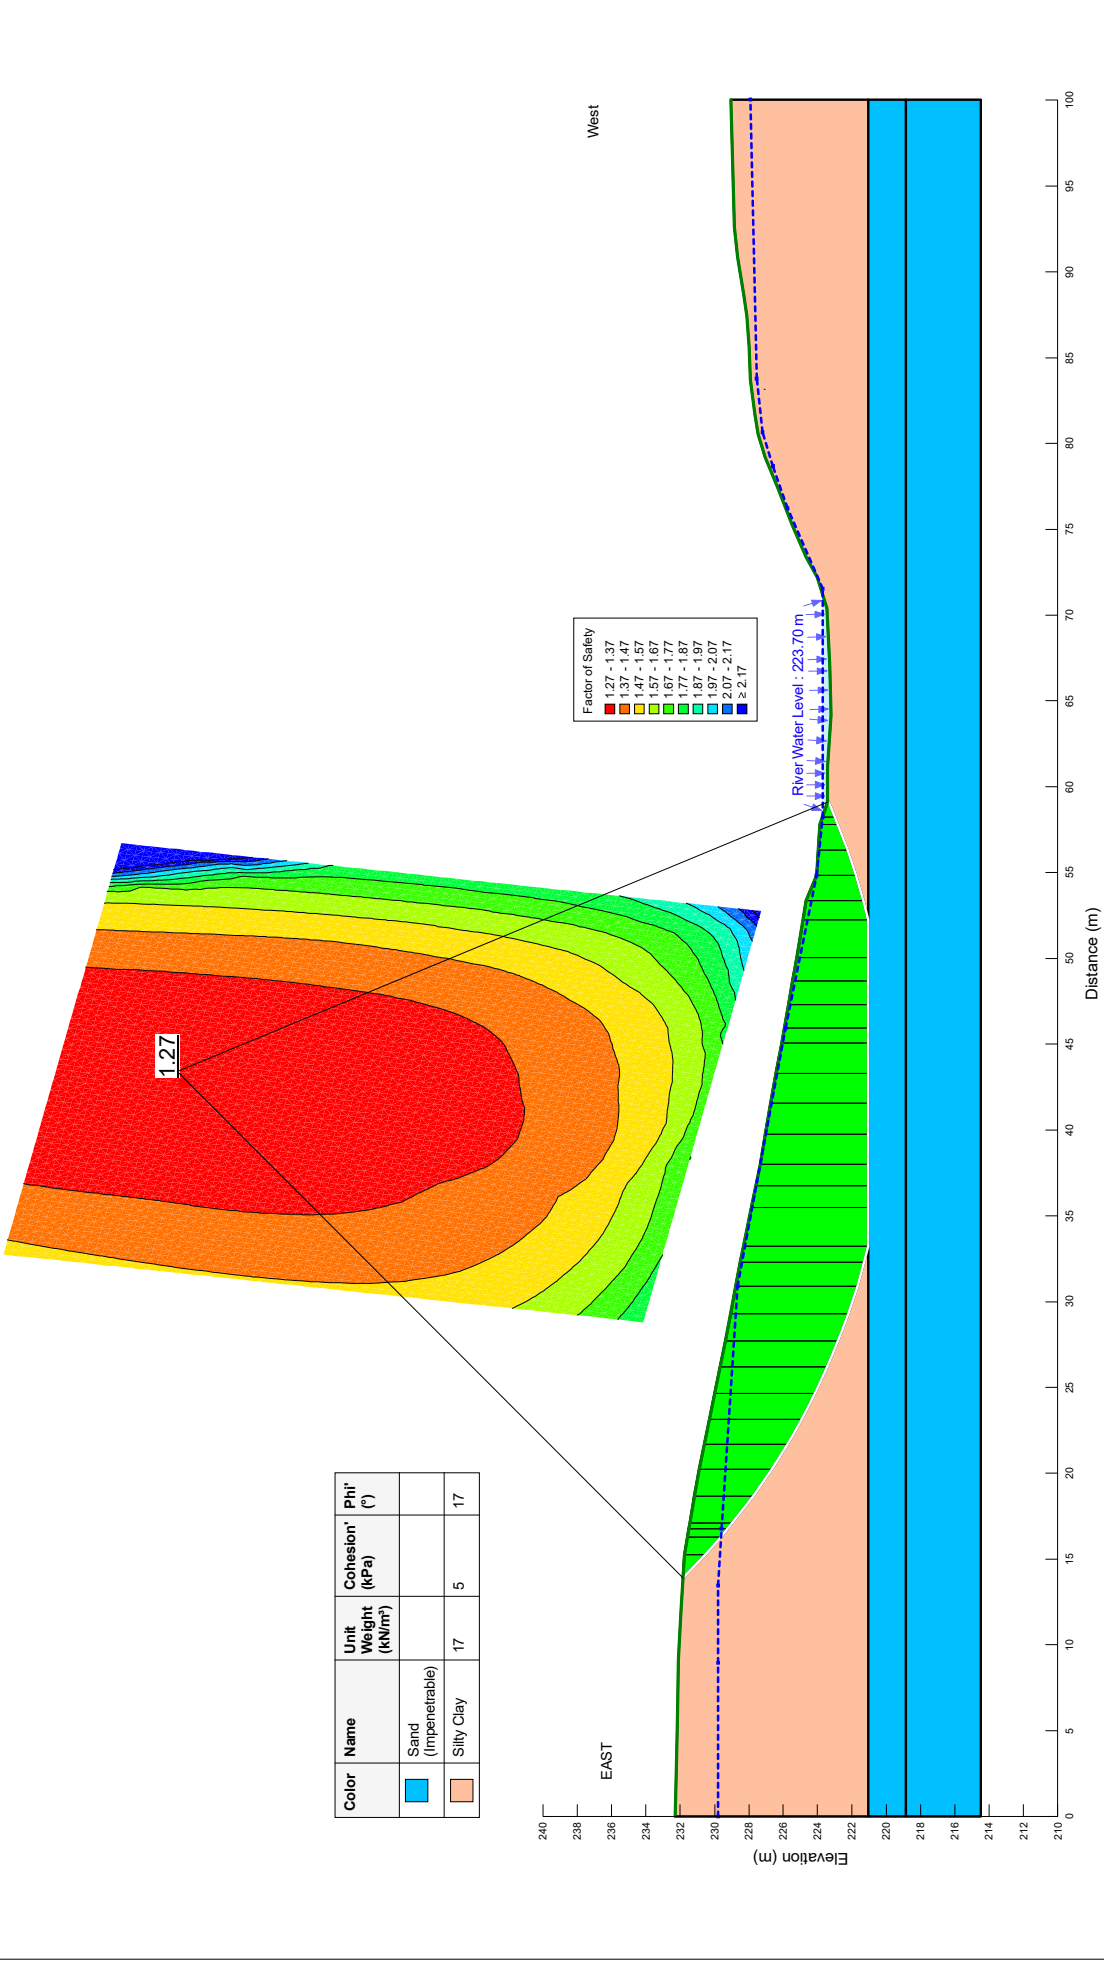 1.27
Color Name Unit Weight (kN/m³) Cohesion' (kPa) Phi' (°)
Sand (Impenetrable)
Silty Clay 17 5 17
Factor of Safety
1.27 - 1.37
1.37 - 1.47
1.47 - 1.57
1.57 - 1.67
1.67 - 1.77
1.77 - 1.87
1.87 - 1.97
1.97 - 2.07
2.07 - 2.17
≥ 2.17
EAST
West
River Water Level : 223.70 m
Elevation (m)
240
238
236
234
232
230
228
226
224
222
220
218
216
214
212
210
0 5 10 15 20 25 30 35 40 45 50 55 60 65 70 75 80 85 90 95 100
Distance (m)